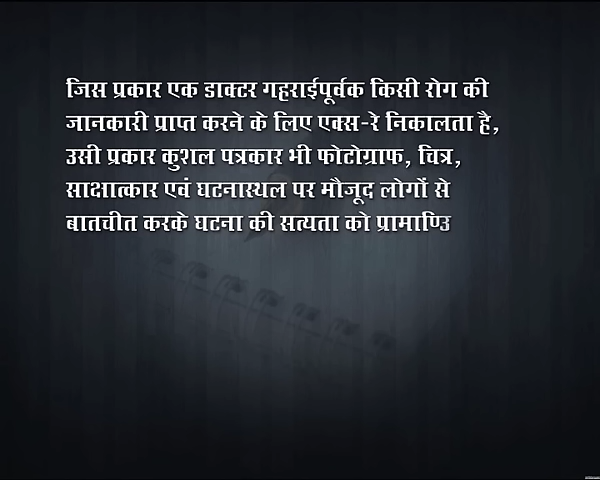 जिस प्रकार एक डाक्टर गहराईपूर्वक किसी रोग की
जानकारी प्राप्त करने के लिए एक्स-रे निकालता है,
उसी प्रकार कुशल पत्रकार भी फोटोग्राफ, चित्र,
साक्षात्कार एवं घटनास्थल पर मौजूद लोगों से
बातचीत करके घटना की सत्यता को प्रामाण्डि